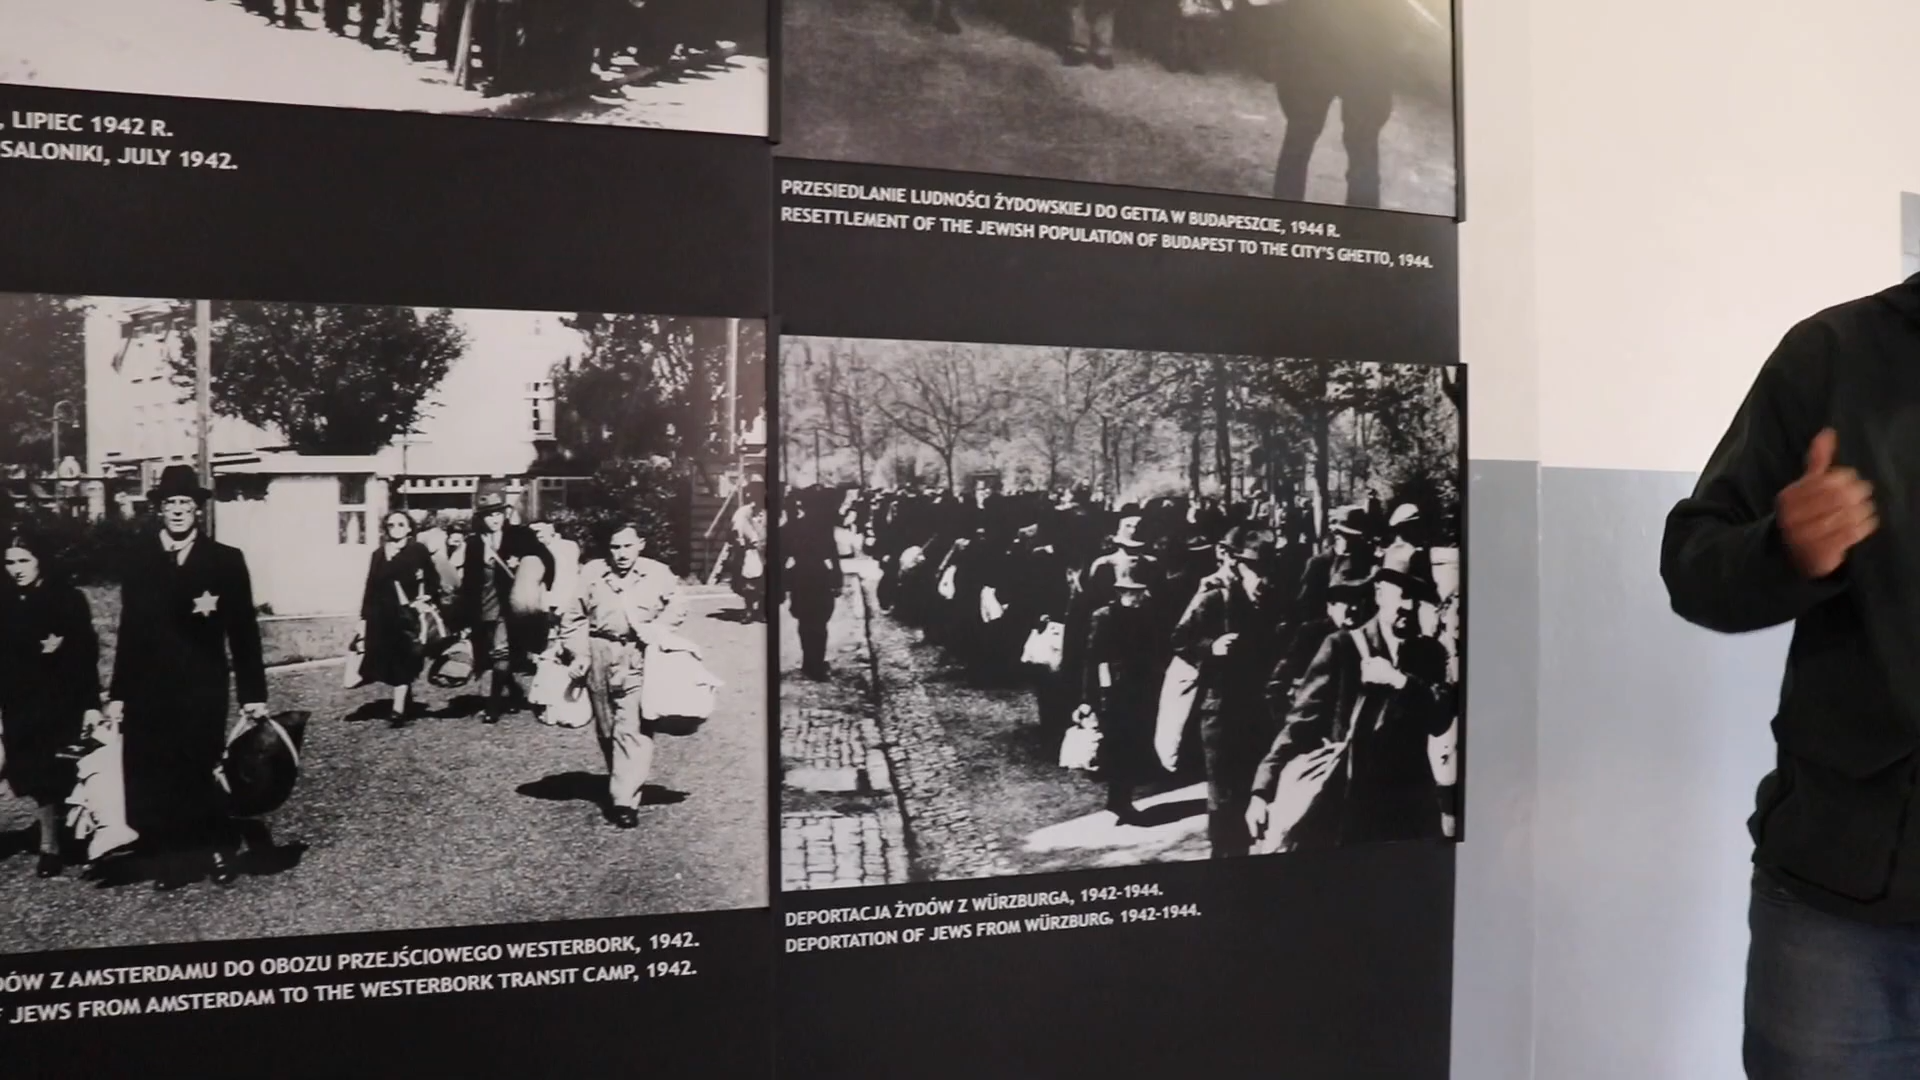 , LIPIEC 1942 R.
SALONIKI, JULY 1942.
PRZESIEDLANIE LUDNOŚCI ŻYDOWSKIEJ DO GETTA W BUDAPESZCIE, 1944 R.
RESETTLEMENT OF THE JEWISH POPULATION OF BUDAPEST TO THE CITY'S GHETTO, 1944.
DÓW Z AMSTERDAMU DO OBOZU PRZEJŚCIOWEGO WESTERBORK, 1942.
JEWS FROM AMSTERDAM TO THE WESTERBORK TRANSIT CAMP, 1942.
DEPORTACJA ŻYDÓW Z WÜRZBURGA, 1942-1944.
DEPORTATION OF JEWS FROM WÜRZBURG, 1942-1944.